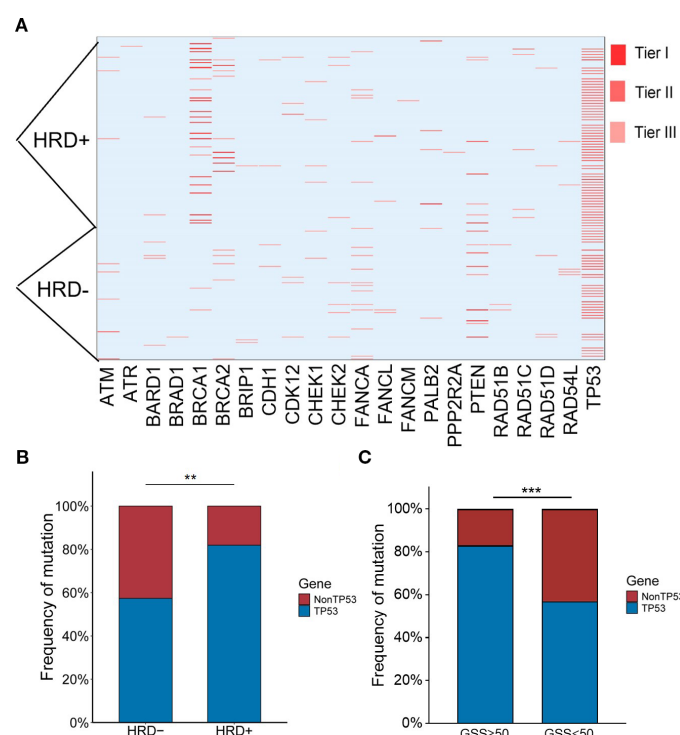 A
Tier I
Tier II
Tier III
HRD+
HRD-
ATM
ATR
BARD1
BRAD1
BRCA1
BRCA2
BRIP1
CDH1
CDK12
CHEK1
CHEK2
FANCA
FANCL
FANCM
PALB2
PPP2R2A
PTEN
RAD51B
RAD51C
RAD51D
RAD54L
TP53
B
**
100%
80%
60%
40%
20%
0%
Frequency of mutation
HRD−
HRD+
Gene
NonTP53
TP53
C
***
100%
80%
60%
40%
20%
0%
Frequency of mutation
GSS>50
GSS<50
Gene
NonTP53
TP53